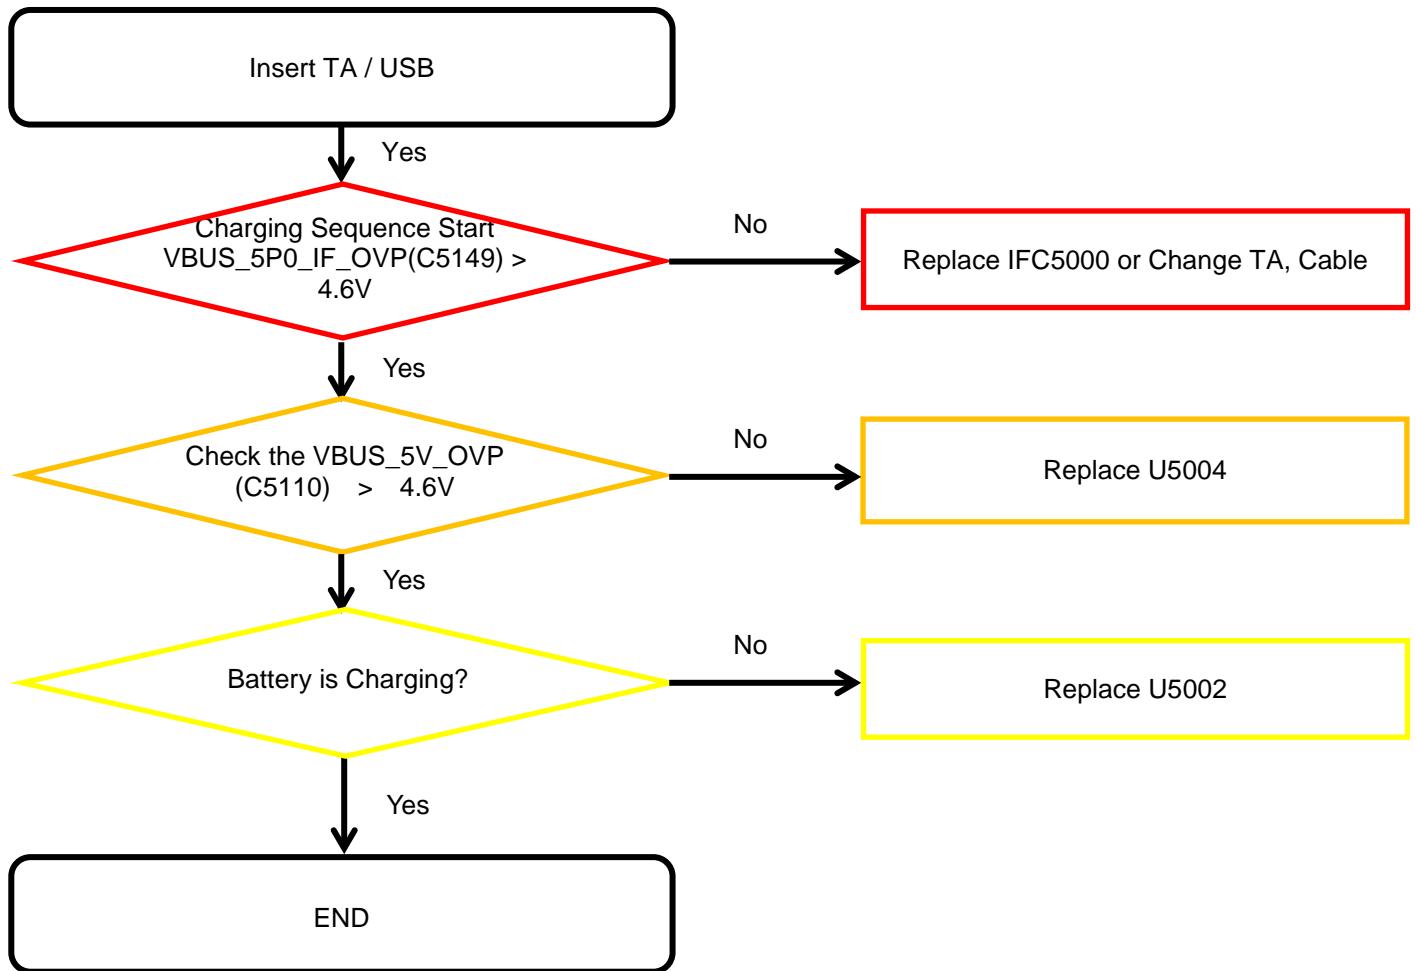 Insert TA / USB
Yes
Charging Sequence Start
VBUS_5P0_IF_OVP(C5149) >
4.6V
No
Replace IFC5000 or Change TA, Cable
Yes
Check the VBUS_5V_OVP
(C5110) > 4.6V
No
Replace U5004
Yes
Battery is Charging?
No
Replace U5002
Yes
END